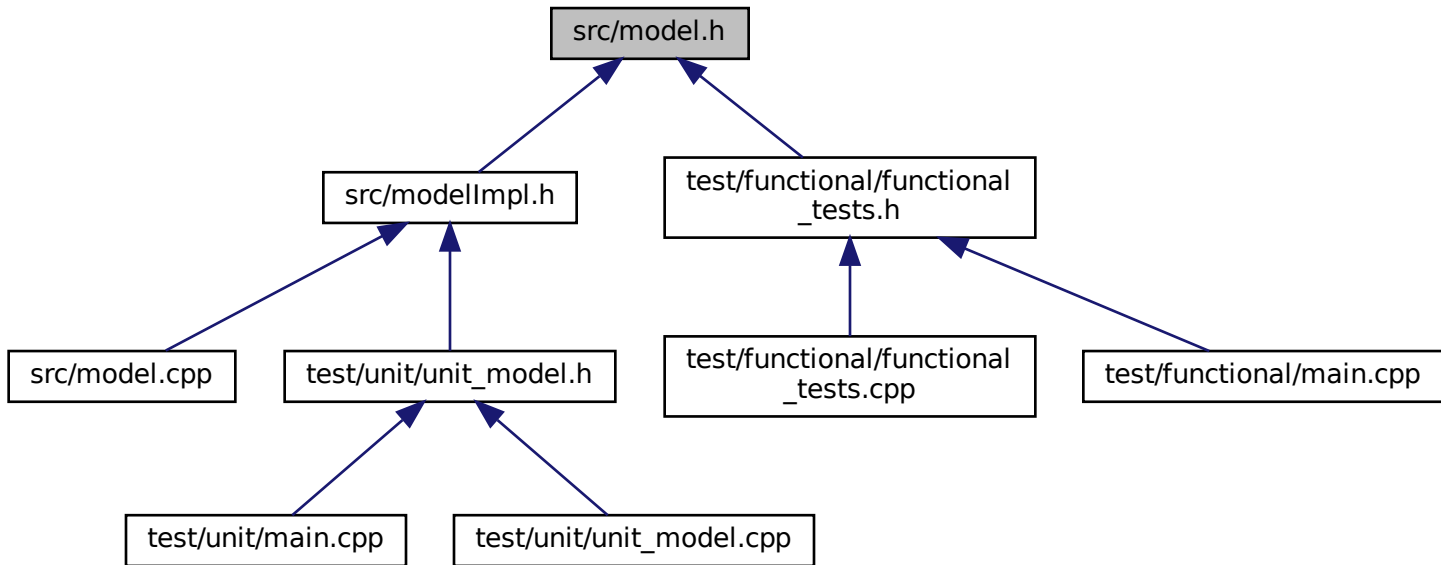 src/model.h
src/modelImpl.h
test/functional/functional
_tests.h
src/model.cpp
test/unit/unit_model.h
test/functional/functional
_tests.cpp
test/functional/main.cpp
test/unit/main.cpp
test/unit/unit_model.cpp